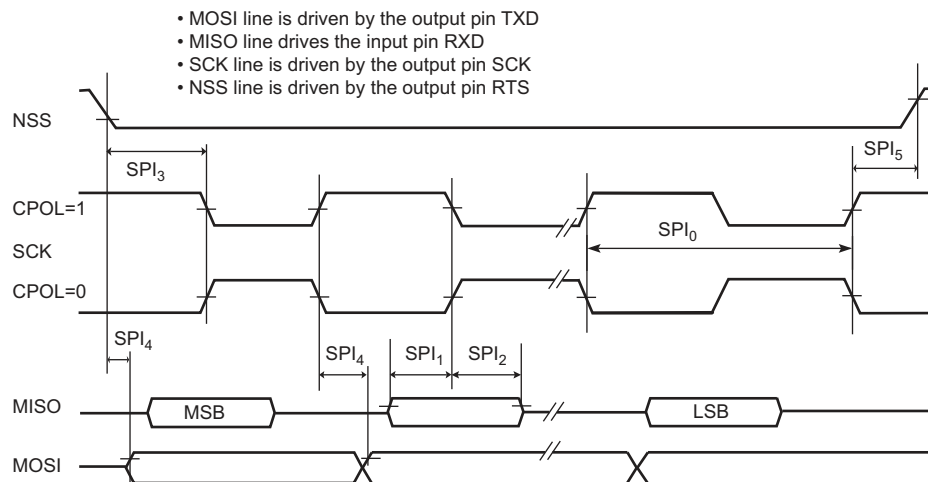 • MOSI line is driven by the output pin TXD
• MISO line drives the input pin RXD
• SCK line is driven by the output pin SCK
• NSS line is driven by the output pin RTS
NSS
SPI3
SPI5
CPOL=1
SCK
SPI0
CPOL=0
SPI4
SPI4
SPI1
SPI2
MISO
MSB
LSB
MOSI